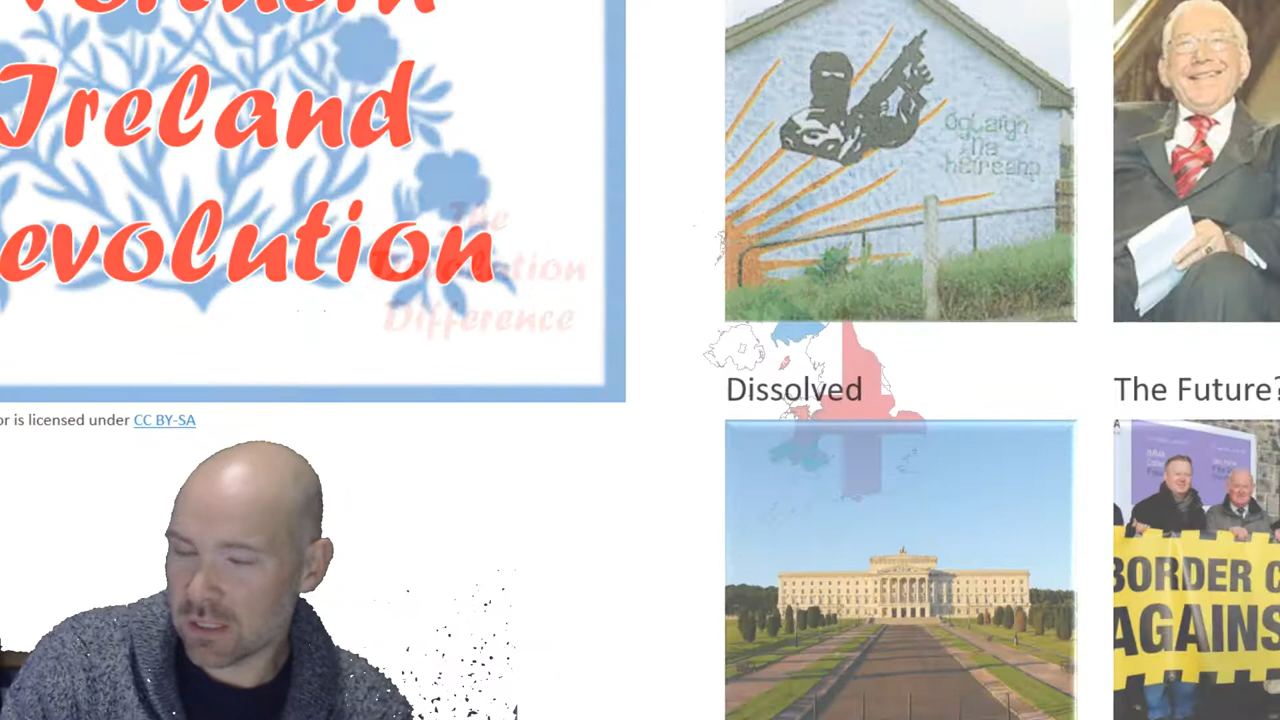 Ireland
evolution
The
Difference
or is licensed under CC BY-SA
Óglaigh
na
hÉireann
Dissolved
The Future?
BORDER C
AGAINS